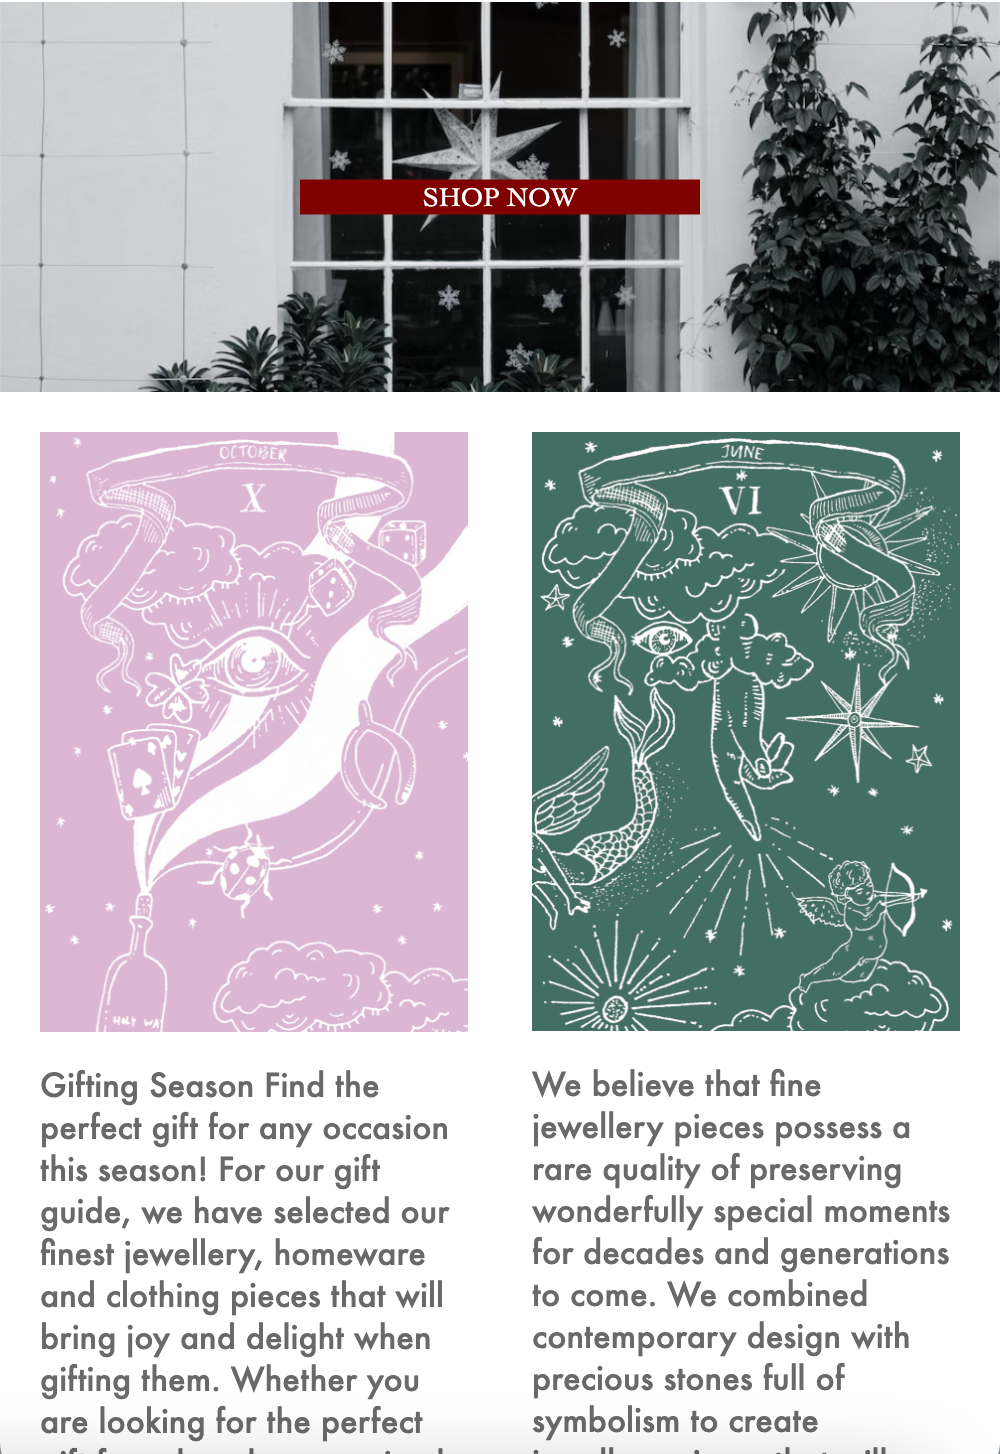 SHOP NOW
OCTOBER
X
JUNE
VI
HOLY WA
Gifting Season Find the
perfect gift for any occasion
this season! For our gift
guide, we have selected our
finest jewellery, homeware
and clothing pieces that will
bring joy and delight when
gifting them. Whether you
are looking for the perfect
We believe that fine
jewellery pieces possess a
rare quality of preserving
wonderfully special moments
for decades and generations
to come. We combined
contemporary design with
precious stones full of
symbolism to create